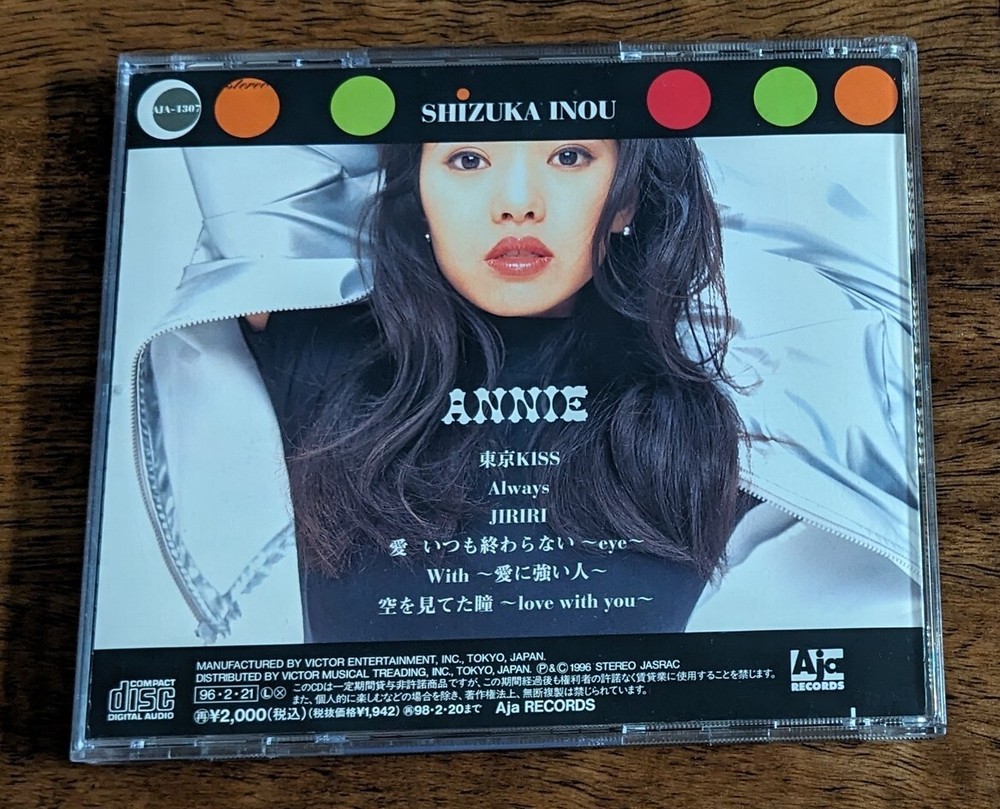 AJA-4307
stereo
SHIZUKA INOU
ANNIE
東京KISS
Always
JIRIRI
愛 いつも終わらない 〜eye〜
With 〜愛に強い人〜
空を見てた瞳 〜love with you〜
MANUFACTURED BY VICTOR ENTERTAINMENT, INC., TOKYO, JAPAN.
DISTRIBUTED BY VICTOR MUSICAL TREADING, INC., TOKYO, JAPAN. Ⓟ&© 1996 STEREO JASRAC
96・2・21 Ⓛ Ⓧ このCDは一定期間貸与非許諾商品ですが、この期間経過後も権利者の許諾なく賃貸業に使用することを禁じます。
また、個人的に楽しむなどの場合を除き、著作権法上、無断複製は禁じられています。
㊢¥2,000(税込)(税抜価格¥1,942) ㊢98・2・20まで Aja RECORDS
COMPACT
disc
DIGITAL AUDIO
Aja
RECORDS